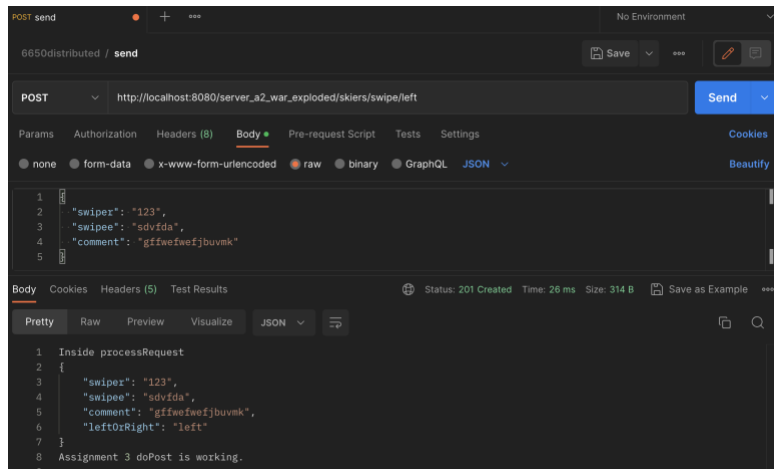 POST send
No Environment
6650distributed / send
Save
POST http://localhost:8080/server_a2_war_exploded/skiers/swipe/left Send
Params Authorization Headers (8) Body Pre-request Script Tests Settings Cookies
none form-data x-www-form-urlencoded raw binary GraphQL JSON Beautify
1 {
2 "swiper": "123",
3 "swipee": "sdvfda",
4 "comment": "gffwefwefjbuvmk"
5 }
Body Cookies Headers (5) Test Results Status: 201 Created Time: 26 ms Size: 314 B Save as Example
Pretty Raw Preview Visualize JSON
1 Inside processRequest
2 {
3 "swiper": "123",
4 "swipee": "sdvfda",
5 "comment": "gffwefwefjbuvmk",
6 "leftOrRight": "left"
7 }
8 Assignment 3 doPost is working.